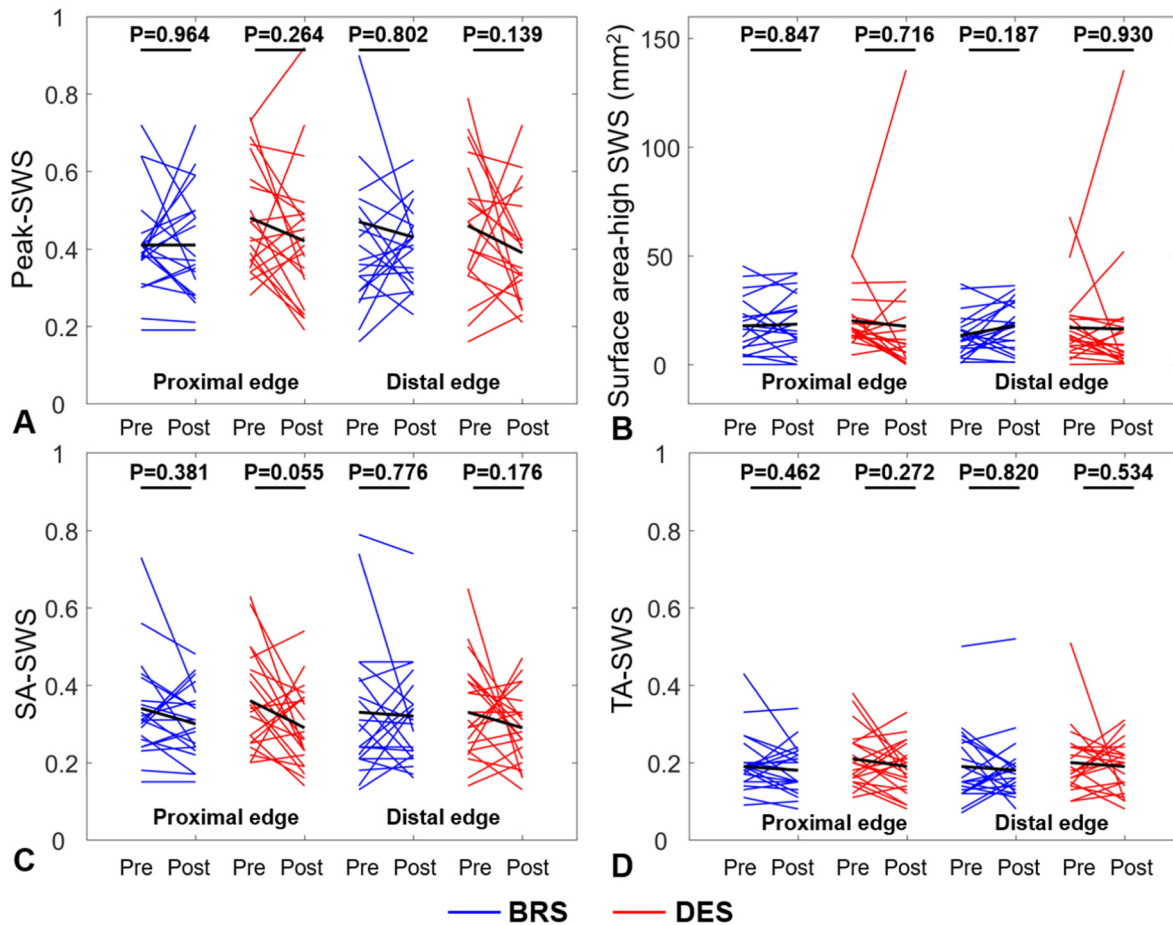 P=0.964 P=0.264 P=0.802 P=0.139
1
0.8
0.6
0.4
0.2
0
Peak-SWS
Proximal edge Distal edge
A
Pre Post Pre Post Pre Post Pre Post
P=0.847 P=0.716 P=0.187 P=0.930
150
100
50
0
Surface area-high SWS (mm²)
Proximal edge Distal edge
B
Pre Post Pre Post Pre Post Pre Post
P=0.381 P=0.055 P=0.776 P=0.176
1
0.8
0.6
0.4
0.2
0
SA-SWS
Proximal edge Distal edge
C
Pre Post Pre Post Pre Post Pre Post
P=0.462 P=0.272 P=0.820 P=0.534
1
0.8
0.6
0.4
0.2
0
TA-SWS
Proximal edge Distal edge
D
Pre Post Pre Post Pre Post Pre Post
BRS DES